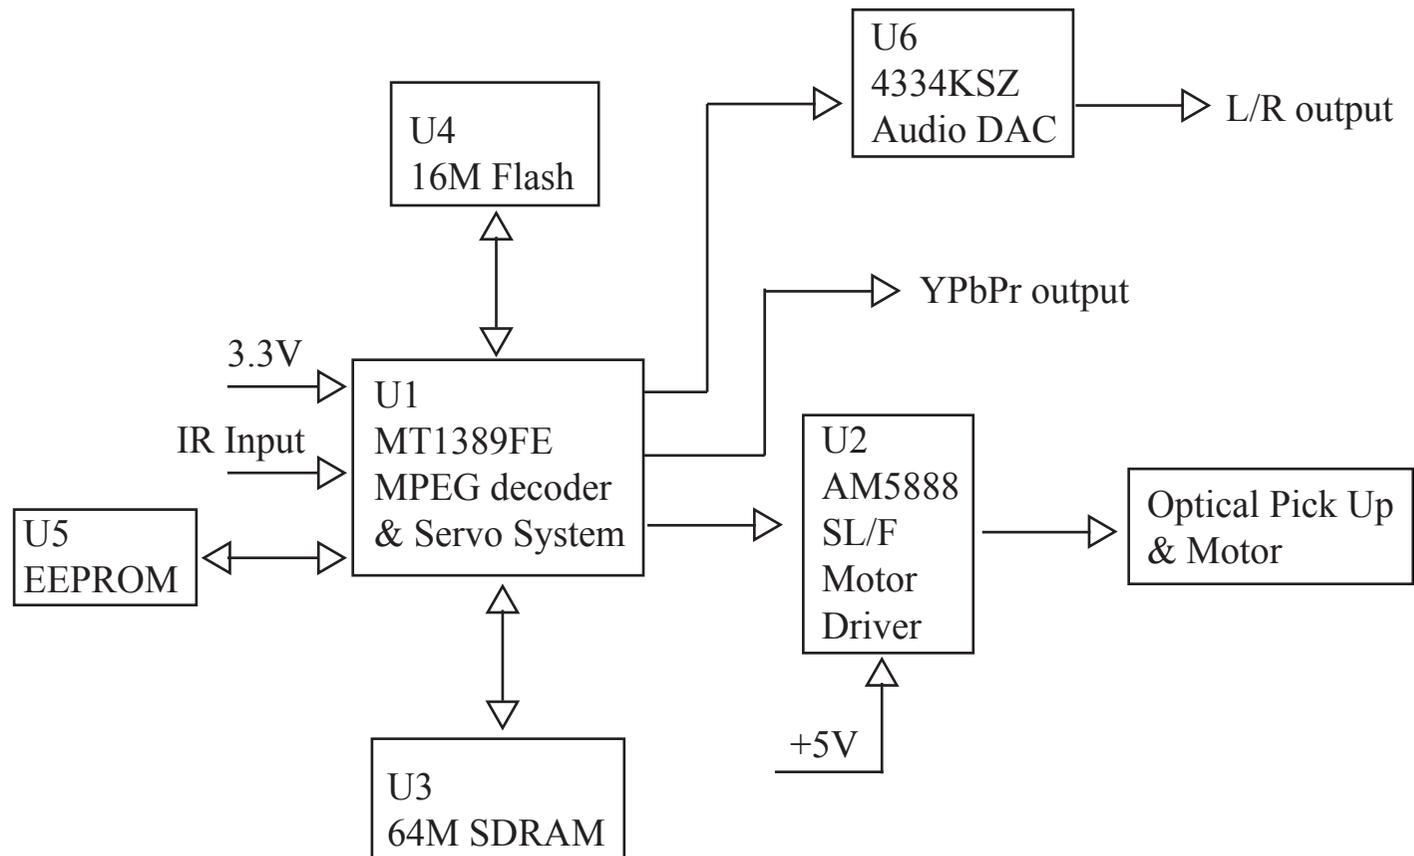 U6
4334KSZ
Audio DAC
L/R output
U4
16M Flash
YPbPr output
3.3V
IR Input
U1
MT1389FE
MPEG decoder
& Servo System
U2
AM5888
SL/F
Motor
Driver
Optical Pick Up
& Motor
U5
EEPROM
+5V
U3
64M SDRAM